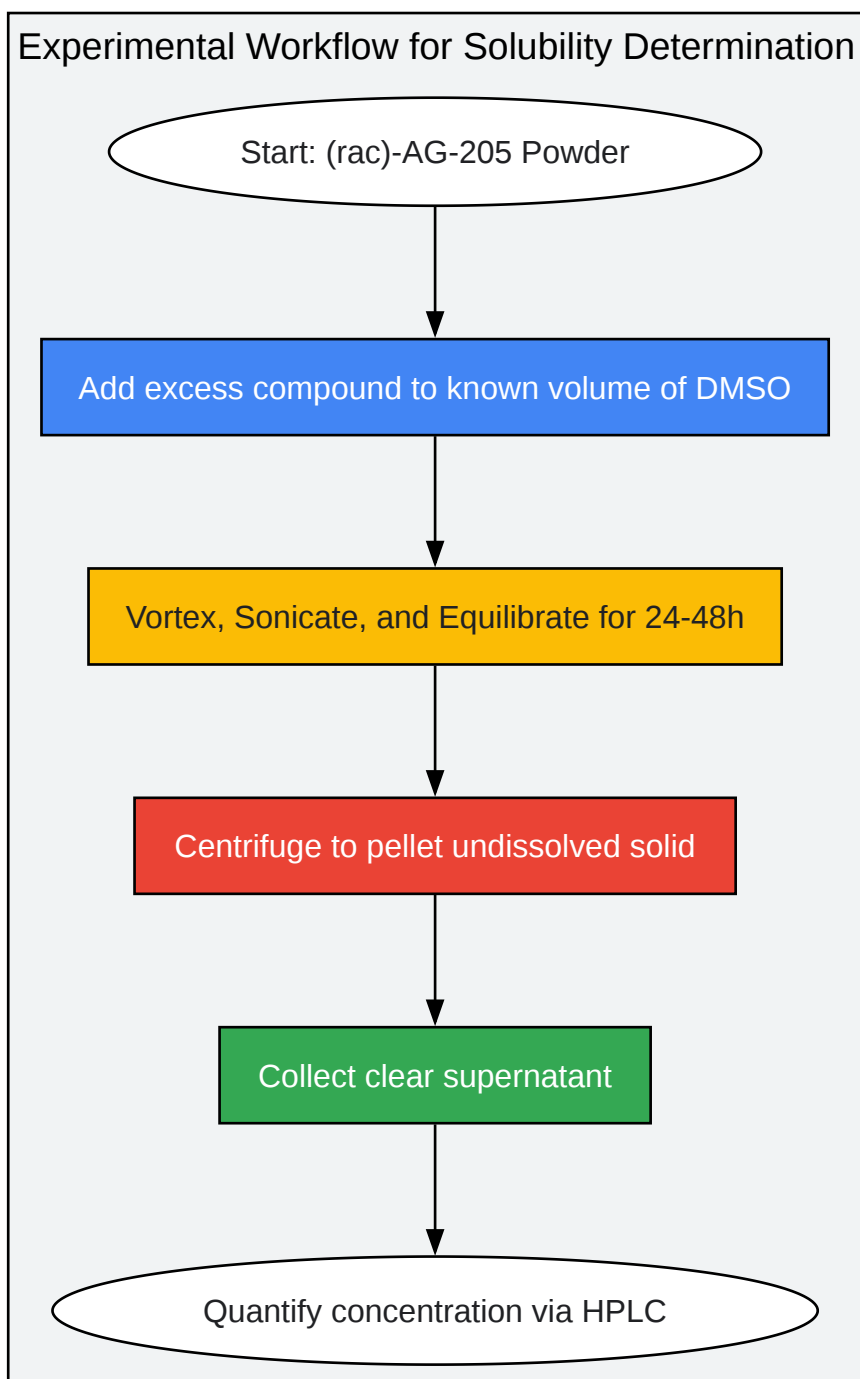 Experimental Workflow for Solubility Determination
Start: (rac)-AG-205 Powder
Add excess compound to known volume of DMSO
Vortex, Sonicate, and Equilibrate for 24-48h
Centrifuge to pellet undissolved solid
Collect clear supernatant
Quantify concentration via HPLC